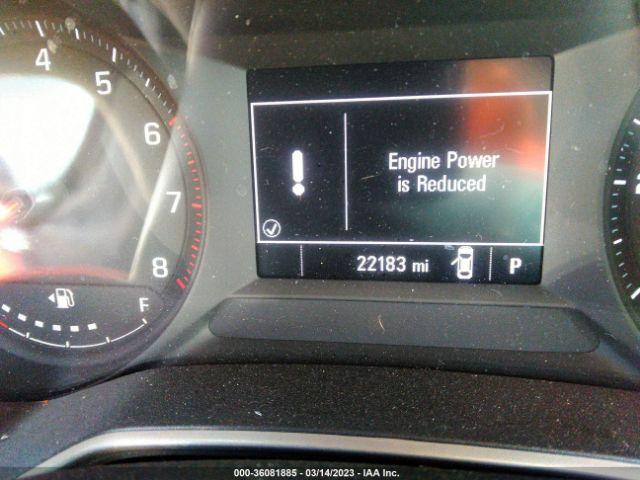 4
5
6
7
8
F
Engine Power
is Reduced
22183 mi
P
000-36081885 - 03/14/2023 - IAA Inc.